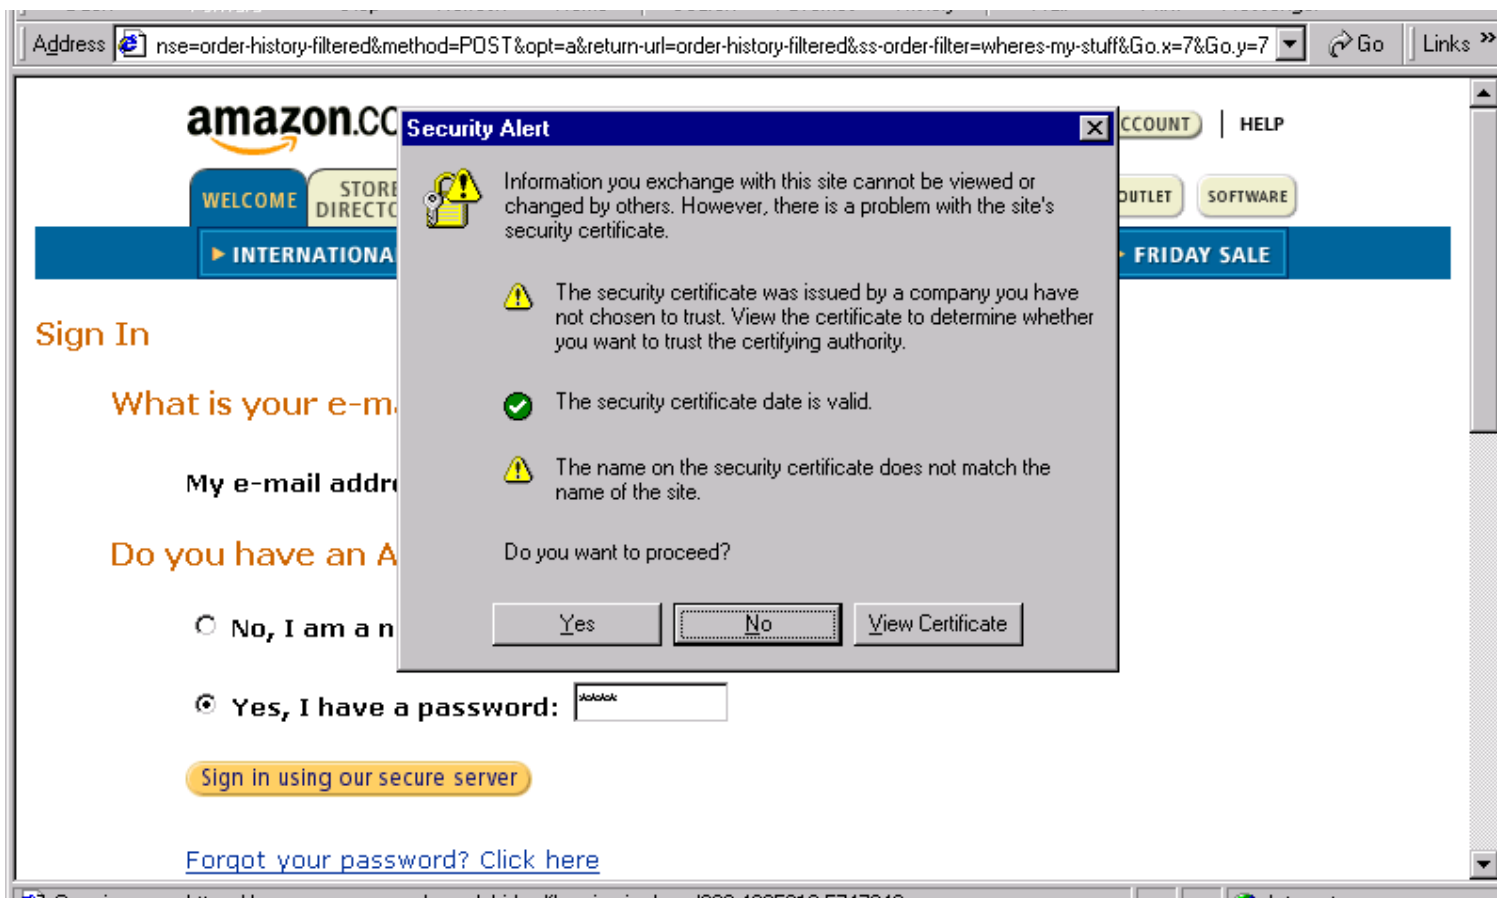 Address nse=order-history-filtered&method=POST&opt=a&return-url=order-history-filtered&ss-order-filter=wheres-my-stuff&Go.x=7&Go.y=7 Go Links »
amazon.co
CCOUNT | HELP
Security Alert
WELCOME
STORE
DIRECTO
OUTLET SOFTWARE
INTERNATIONA
FRIDAY SALE
Information you exchange with this site cannot be viewed or
changed by others. However, there is a problem with the site's
security certificate.
The security certificate was issued by a company you have
not chosen to trust. View the certificate to determine whether
you want to trust the certifying authority.
The security certificate date is valid.
The name on the security certificate does not match the
name of the site.
Do you want to proceed?
Yes No View Certificate
Sign In
What is your e-m
My e-mail addre
Do you have an A
No, I am a n
Yes, I have a password: *****
Sign in using our secure server
Forgot your password? Click here